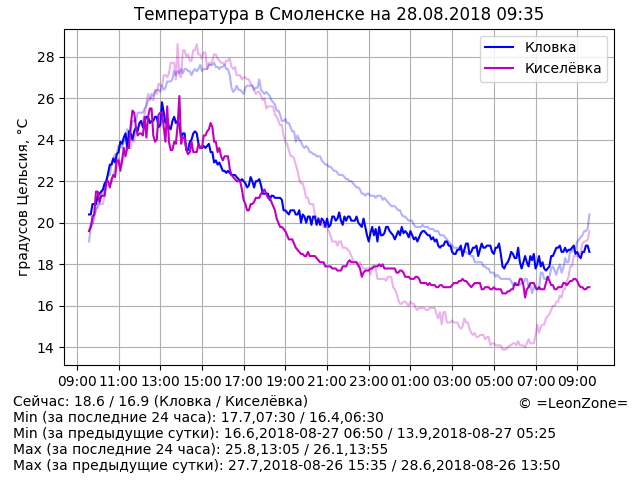 Температура в Смоленске на 28.08.2018 09:35
Кловка
Киселёвка
градусов Цельсия, °C
28
26
24
22
20
18
16
14
09:00 11:00 13:00 15:00 17:00 19:00 21:00 23:00 01:00 03:00 05:00 07:00 09:00
Сейчас: 18.6 / 16.9 (Кловка / Киселёвка)
© =LeonZone=
Min (за последние 24 часа): 17.7,07:30 / 16.4,06:30
Min (за предыдущие сутки): 16.6,2018-08-27 06:50 / 13.9,2018-08-27 05:25
Max (за последние 24 часа): 25.8,13:05 / 26.1,13:55
Max (за предыдущие сутки): 27.7,2018-08-26 15:35 / 28.6,2018-08-26 13:50